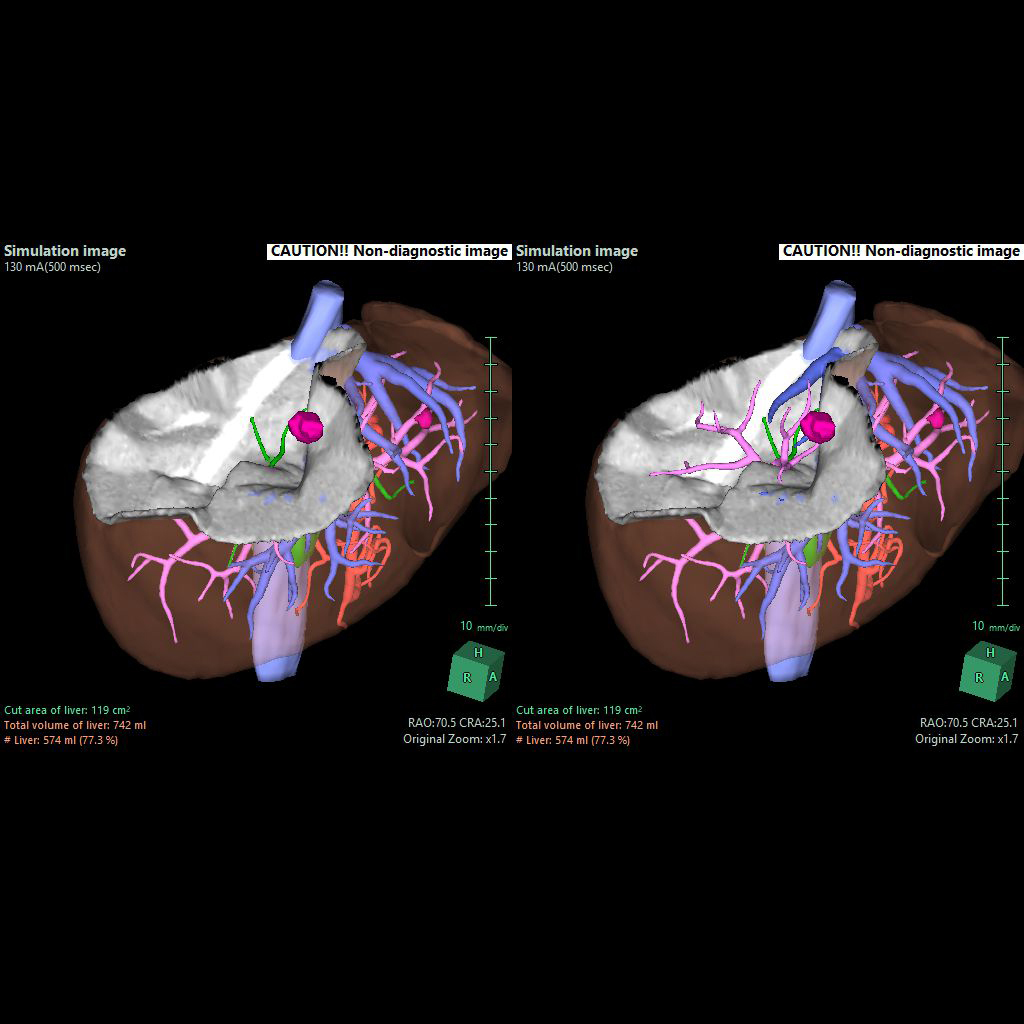 Simulation image
130 mA(500 msec)
CAUTION!! Non-diagnostic image
10 mm/div
H
R
A
Cut area of liver: 119 cm²
Total volume of liver: 742 ml
# Liver: 574 ml (77.3 %)
RAO:70.5 CRA:25.1
Original Zoom: x1.7
Simulation image
130 mA(500 msec)
CAUTION!! Non-diagnostic image
10 mm/div
H
R
A
Cut area of liver: 119 cm²
Total volume of liver: 742 ml
# Liver: 574 ml (77.3 %)
RAO:70.5 CRA:25.1
Original Zoom: x1.7